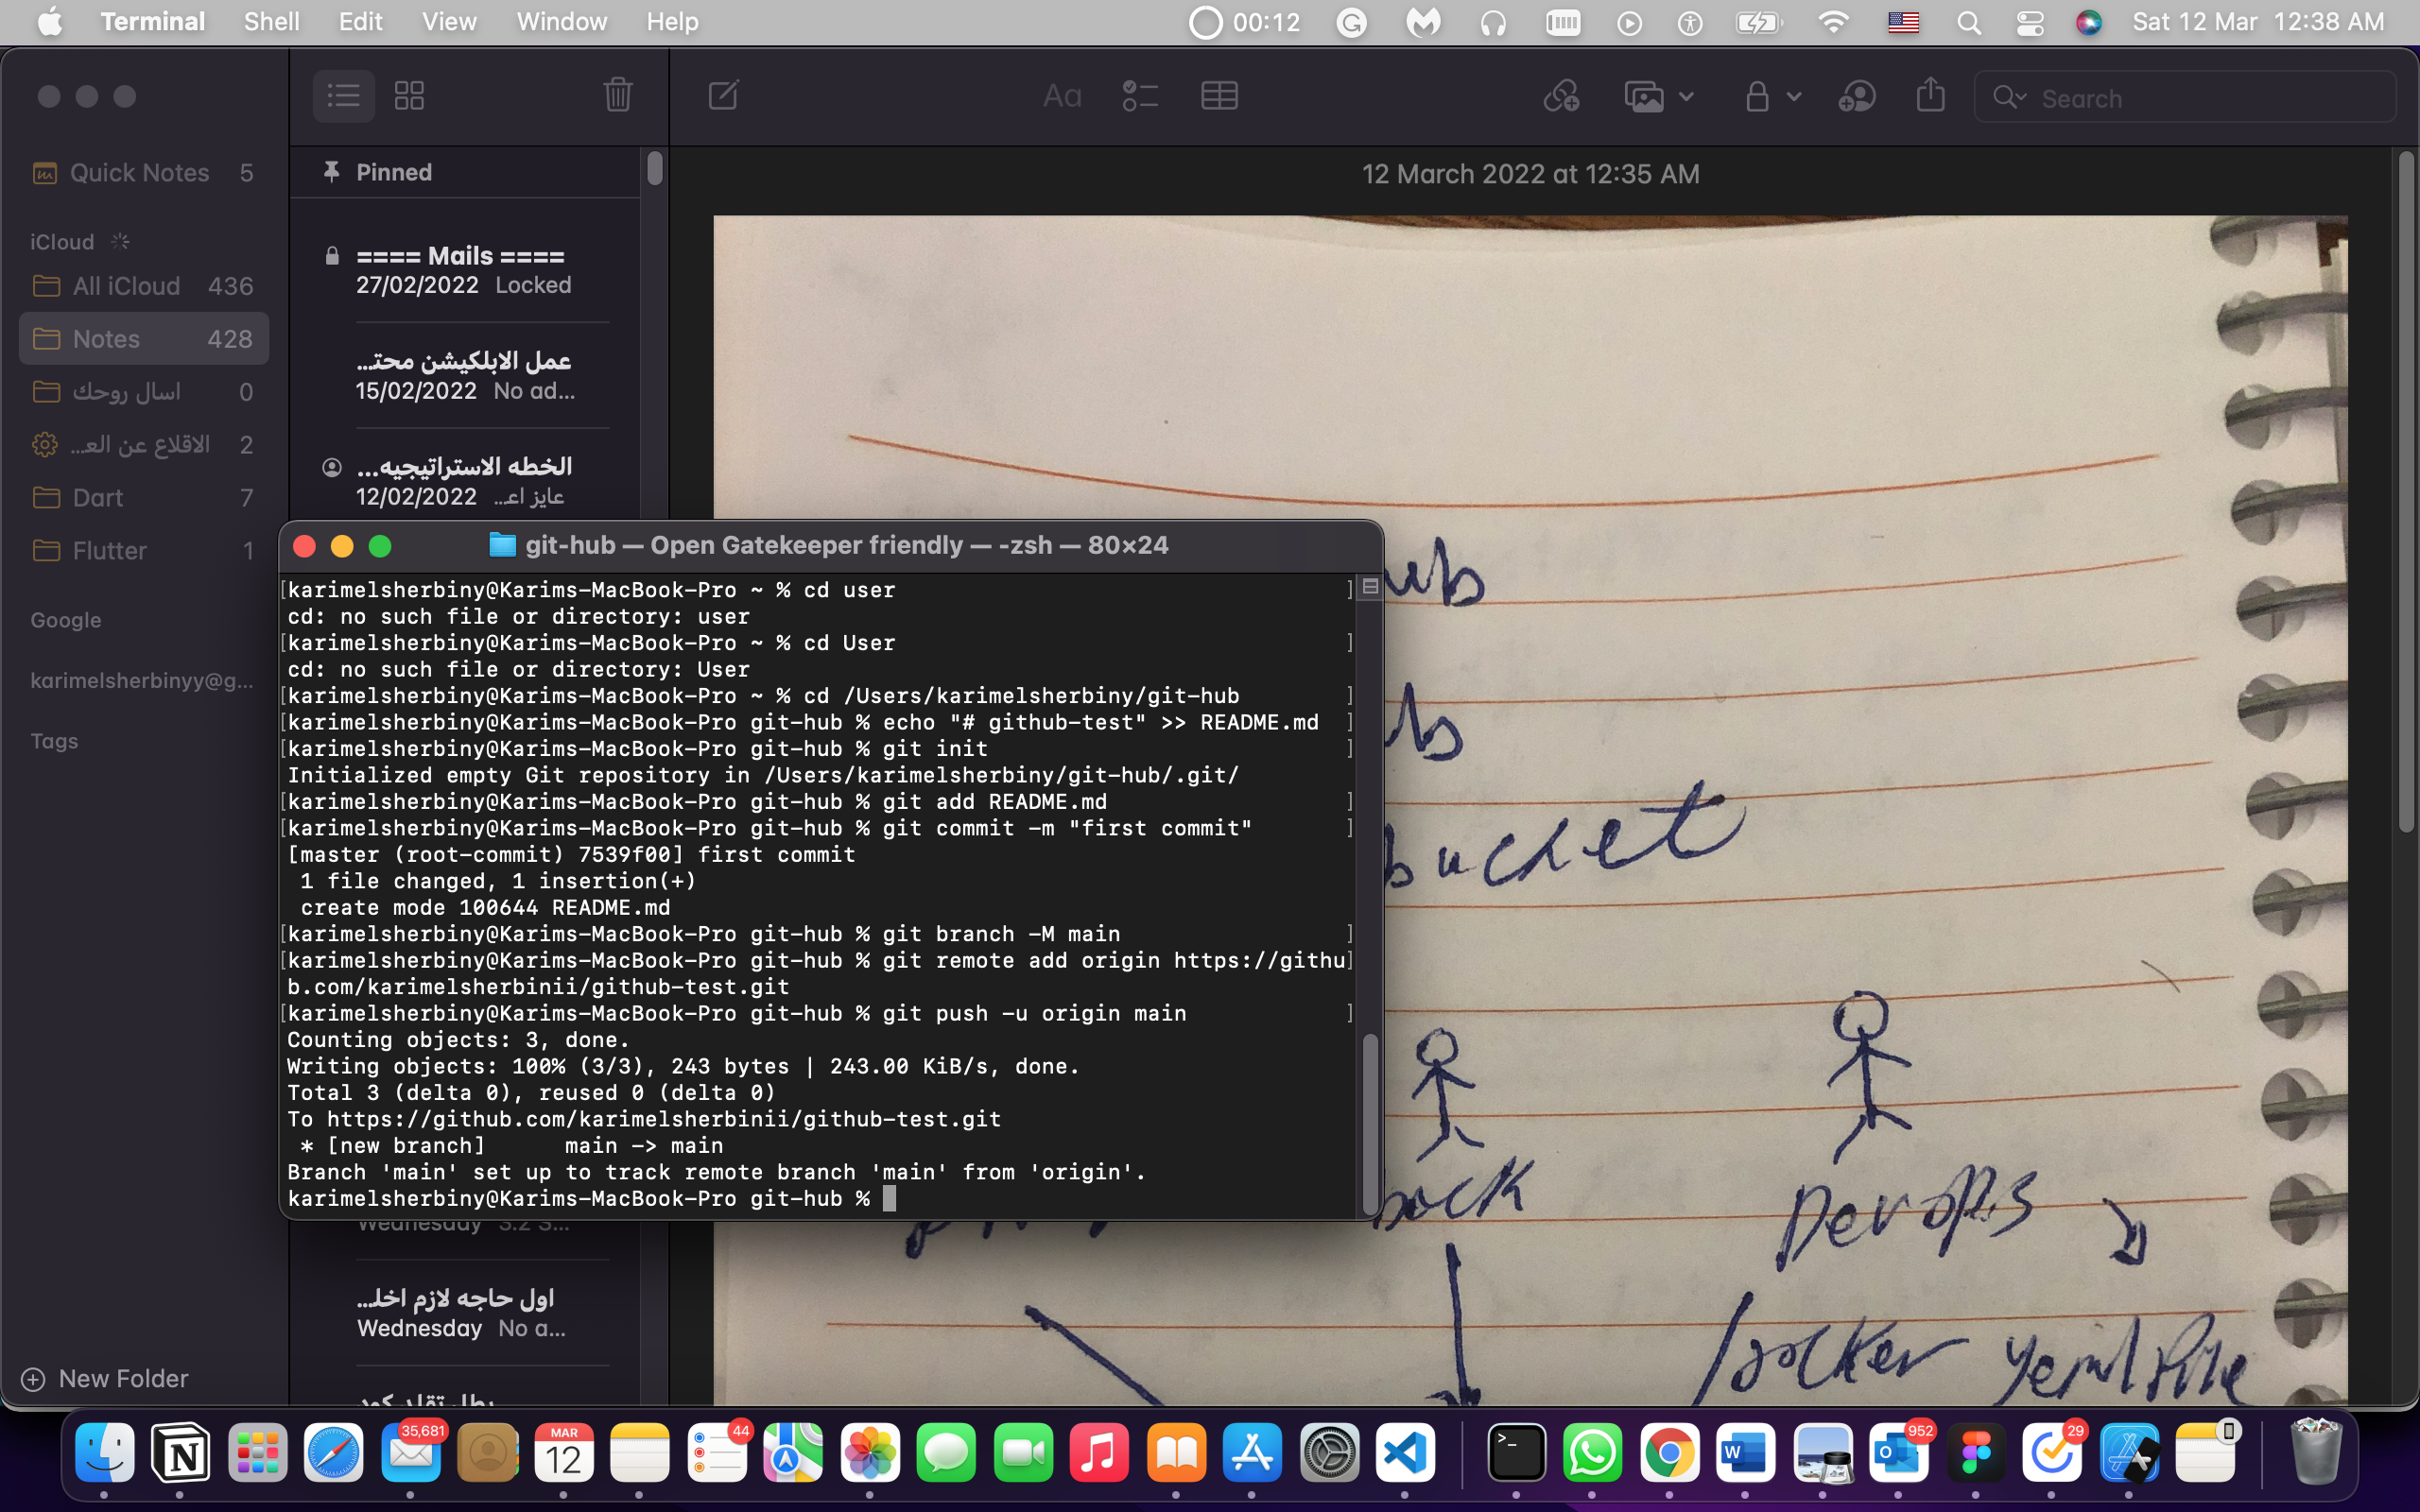 Terminal Shell Edit View Window Help 00:12 Sat 12 Mar 12:38 AM
Aa Search
Quick Notes 5
iCloud
All iCloud 436
Notes 428
اسال روحك 0
الاقلاع عن الع... 2
Dart 7
Flutter 1
Google
karimelsherbinyy@g...
Tags
New Folder
Pinned
==== Mails ====
27/02/2022 Locked
عمل الابلكيشن محتـ...
15/02/2022 No ad...
الخطه الاستراتيجيه...
12/02/2022 عايز اعـ...
Wednesday 3.2 S...
اول حاجه لازم اخلـ...
Wednesday No a...
12 March 2022 at 12:35 AM
git-hub — Open Gatekeeper friendly — -zsh — 80×24
[karimelsherbiny@Karims-MacBook-Pro ~ % cd user ]
cd: no such file or directory: user
[karimelsherbiny@Karims-MacBook-Pro ~ % cd User ]
cd: no such file or directory: User
[karimelsherbiny@Karims-MacBook-Pro ~ % cd /Users/karimelsherbiny/git-hub ]
[karimelsherbiny@Karims-MacBook-Pro git-hub % echo "# github-test" >> README.md ]
[karimelsherbiny@Karims-MacBook-Pro git-hub % git init ]
Initialized empty Git repository in /Users/karimelsherbiny/git-hub/.git/
[karimelsherbiny@Karims-MacBook-Pro git-hub % git add README.md ]
[karimelsherbiny@Karims-MacBook-Pro git-hub % git commit -m "first commit" ]
[master (root-commit) 7539f00] first commit
1 file changed, 1 insertion(+)
create mode 100644 README.md
[karimelsherbiny@Karims-MacBook-Pro git-hub % git branch -M main ]
[karimelsherbiny@Karims-MacBook-Pro git-hub % git remote add origin https://githu]
b.com/karimelsherbinii/github-test.git
[karimelsherbiny@Karims-MacBook-Pro git-hub % git push -u origin main ]
Counting objects: 3, done.
Writing objects: 100% (3/3), 243 bytes | 243.00 KiB/s, done.
Total 3 (delta 0), reused 0 (delta 0)
To https://github.com/karimelsherbinii/github-test.git
* [new branch] main -> main
Branch 'main' set up to track remote branch 'main' from 'origin'.
karimelsherbiny@Karims-MacBook-Pro git-hub %
ub
b
bucket
back
Devops
docker yaml file
35,681
MAR
12
44
952
29